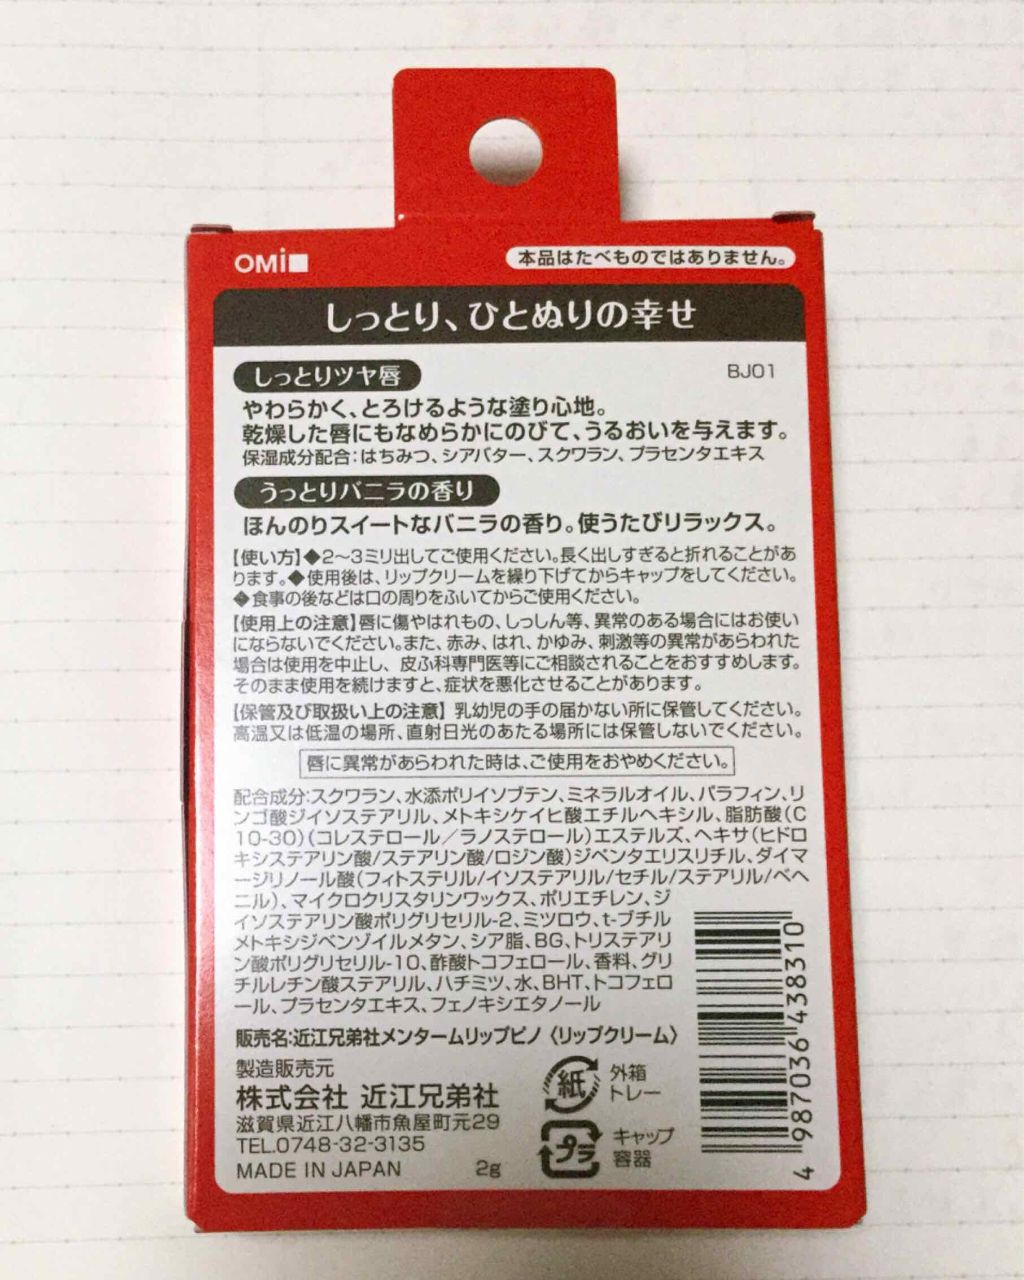 OMi
本品はたべものではありません。
しっとり、ひとぬりの幸せ
しっとりツヤ唇
BJ01
やわらかく、とろけるような塗り心地。
乾燥した唇にもなめらかにのびて、うるおいを与えます。
保湿成分配合：はちみつ、シアバター、スクワラン、プラセンタエキス
うっとりバニラの香り
ほんのりスイートなバニラの香り。使うたびリラックス。
【使い方】◆2〜3ミリ出してご使用ください。長く出しすぎると折れることがあ
ります。◆使用後は、リップクリームを繰り下げてからキャップをしてください。
◆食事の後などは口の周りをふいてからご使用ください。
【使用上の注意】唇に傷やはれもの、しっしん等、異常のある場合にはお使い
にならないでください。また、赤み、はれ、かゆみ、刺激等の異常があらわれた
場合は使用を中止し、皮ふ科専門医等にご相談されることをおすすめします。
そのまま使用を続けますと、症状を悪化させることがあります。
【保管及び取扱い上の注意】乳幼児の手の届かない所に保管してください。
高温又は低温の場所、直射日光のあたる場所には保管しないでください。
唇に異常があらわれた時は、ご使用をおやめください。
配合成分：スクワラン、水添ポリイソブテン、ミネラルオイル、パラフィン、リ
ンゴ酸ジイソステアリル、メトキシケイヒ酸エチルヘキシル、脂肪酸（C
10-30）（コレステロール／ラノステロール）エステルズ、ヘキサ（ヒドロ
キシステアリン酸/ステアリン酸/ロジン酸）ジペンタエリスリチル、ダイマ
ージリノール酸（フィトステリル/イソステアリル/セチル/ステアリル/ベヘ
ニル）、マイクロクリスタリンワックス、ポリエチレン、ジ
イソステアリン酸ポリグリセリル-2、ミツロウ、t-ブチル
メトキシジベンゾイルメタン、シア脂、BG、トリステアリ
ン酸ポリグリセリル-10、酢酸トコフェロール、香料、グリ
チルレチン酸ステアリル、ハチミツ、水、BHT、トコフェロ
ール、プラセンタエキス、フェノキシエタノール
販売名：近江兄弟社メンタームリップピノ〈リップクリーム〉
製造販売元
株式会社 近江兄弟社
滋賀県近江八幡市魚屋町元29
TEL.0748-32-3135
MADE IN JAPAN 2g
紙
外箱
トレー
プラ
キャップ
容器
4 987036 438310